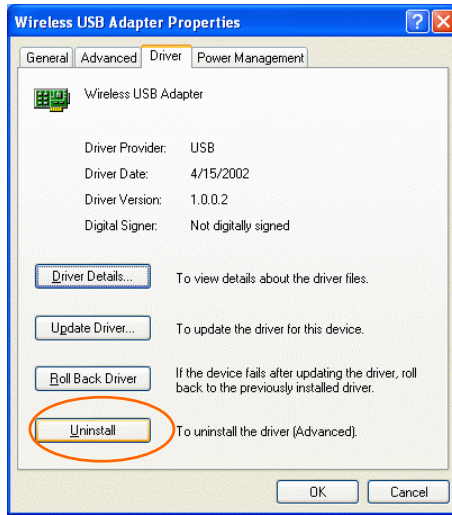 Wireless USB Adapter Properties
General Advanced Driver Power Management
Wireless USB Adapter
Driver Provider: USB
Driver Date: 4/15/2002
Driver Version: 1.0.0.2
Digital Signer: Not digitally signed
Driver Details... To view details about the driver files.
Update Driver... To update the driver for this device.
Roll Back Driver If the device fails after updating the driver, roll
back to the previously installed driver.
Uninstall To uninstall the driver (Advanced).
OK Cancel